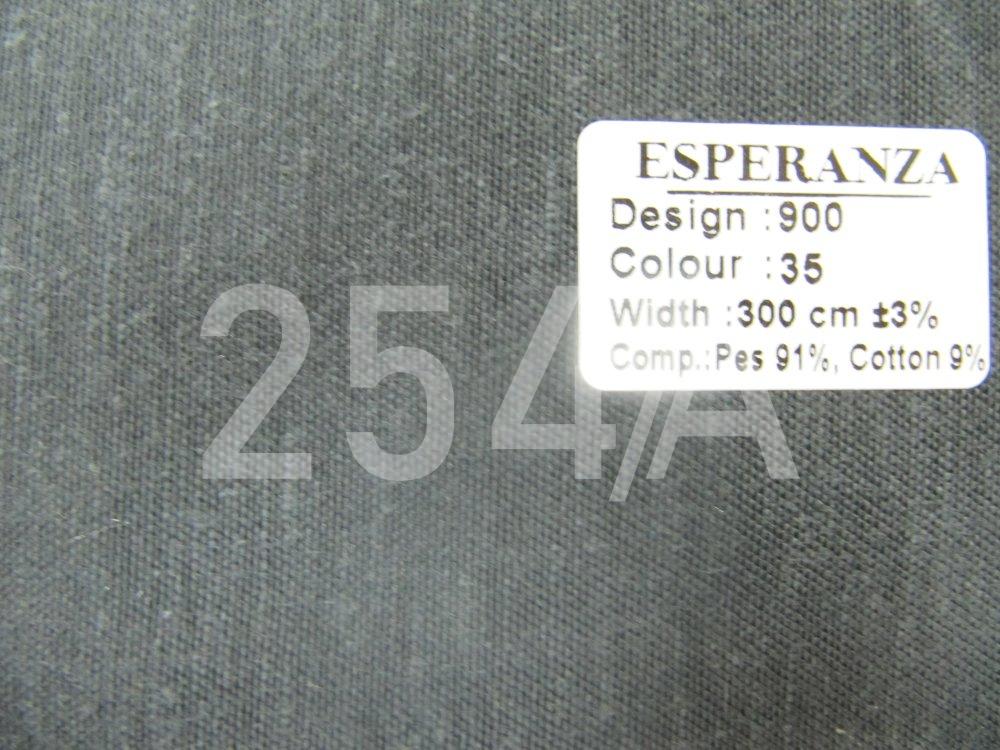 ESPERANZA
Design :900
Colour :35
Width :300 cm ±3%
Comp.:Pes 91%, Cotton 9%
254/A